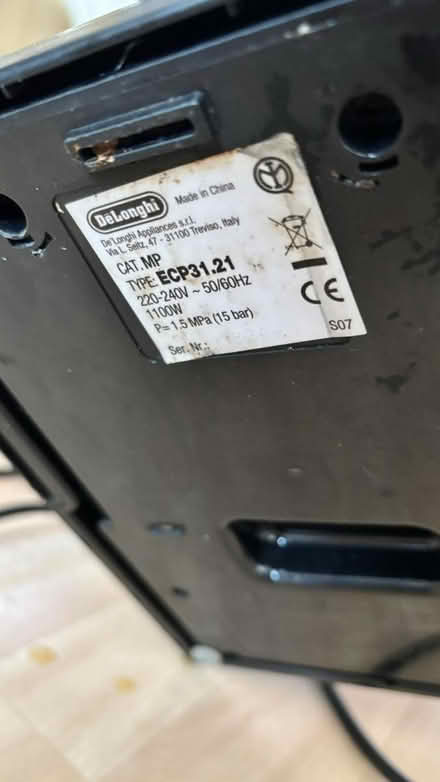 DeLonghi
Made in China
De'Longhi Appliances s.r.l.
Via L. Seitz, 47 - 31100 Treviso, Italy
CAT. MP
TYPE: ECP31.21
220-240V ~ 50/60Hz
1100W
P= 1.5 MPa (15 bar)
Ser. Nr.:
CE
S07